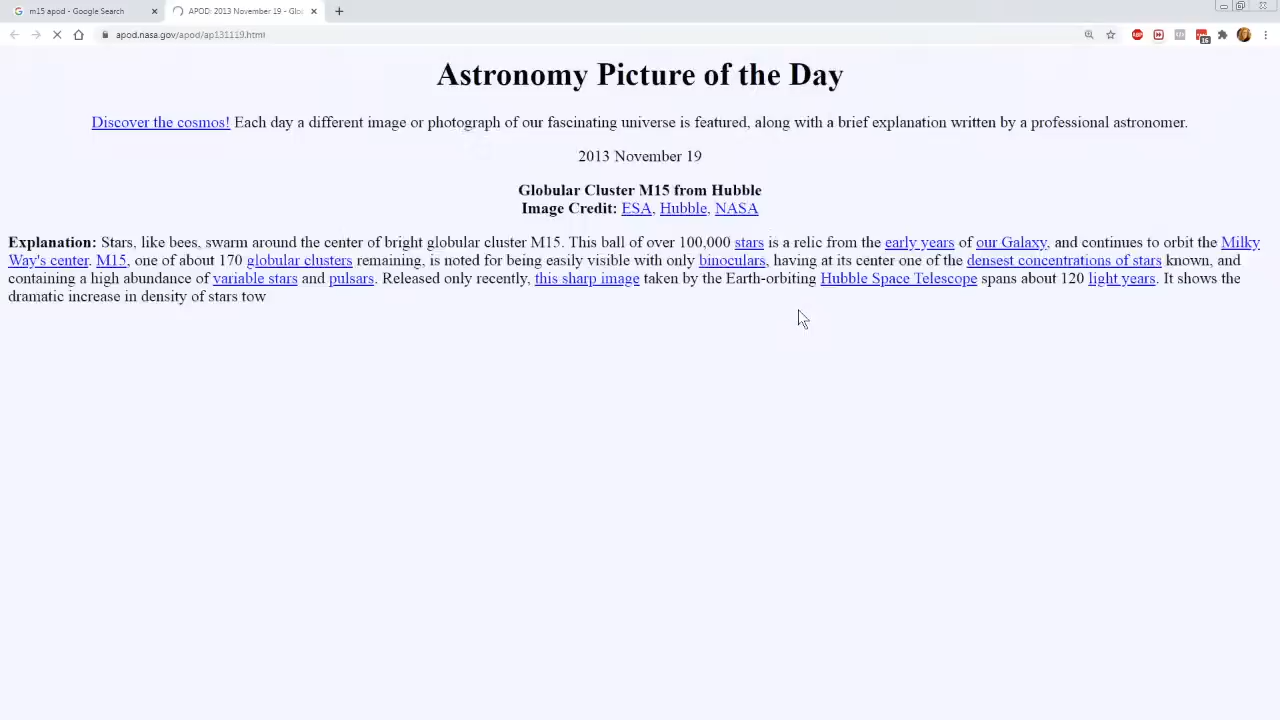 m15 apod - Google Search
APOD: 2013 November 19 - Glo
apod.nasa.gov/apod/ap131119.html
Astronomy Picture of the Day
Discover the cosmos! Each day a different image or photograph of our fascinating universe is featured, along with a brief explanation written by a professional astronomer.
2013 November 19
Globular Cluster M15 from Hubble
Image Credit: ESA, Hubble, NASA
Explanation: Stars, like bees, swarm around the center of bright globular cluster M15. This ball of over 100,000 stars is a relic from the early years of our Galaxy, and continues to orbit the Milky
Way's center. M15, one of about 170 globular clusters remaining, is noted for being easily visible with only binoculars, having at its center one of the densest concentrations of stars known, and
containing a high abundance of variable stars and pulsars. Released only recently, this sharp image taken by the Earth-orbiting Hubble Space Telescope spans about 120 light years. It shows the
dramatic increase in density of stars tow